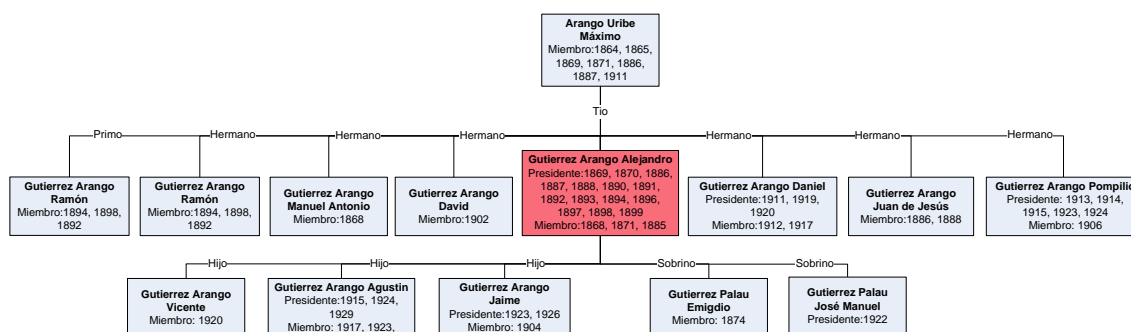 Arango Uribe
Máximo
Miembro:1864, 1865,
1869, 1871, 1886,
1887, 1911
Tio
Primo
Hermano
Hermano
Hermano
Hermano
Hermano
Hermano
Gutierrez Arango
Ramón
Miembro:1894, 1898,
1892
Gutierrez Arango
Ramón
Miembro:1894, 1898,
1892
Gutierrez Arango
Manuel Antonio
Miembro:1868
Gutierrez Arango
David
Miembro:1902
Gutierrez Arango Alejandro
Presidente:1869, 1870, 1886,
1887, 1888, 1890, 1891,
1892, 1893, 1894, 1896,
1897, 1898, 1899
Miembro:1868, 1871, 1885
Gutierrez Arango Daniel
Presidente:1911, 1919,
1920
Miembro:1912, 1917
Gutierrez Arango
Juan de Jesús
Miembro:1886, 1888
Gutierrez Arango Pompilio
Presidente: 1913, 1914,
1915, 1923, 1924
Miembro: 1906
Hijo
Hijo
Hijo
Sobrino
Sobrino
Gutierrez Arango
Vicente
Miembro: 1920
Gutierrez Arango Agustin
Presidente:1915, 1924,
1929
Miembro: 1917, 1923,
Gutierrez Arango
Jaime
Presidente:1923, 1926
Miembro: 1904
Gutierrez Palau
Emigdio
Miembro: 1874
Gutierrez Palau
José Manuel
Presidente:1922